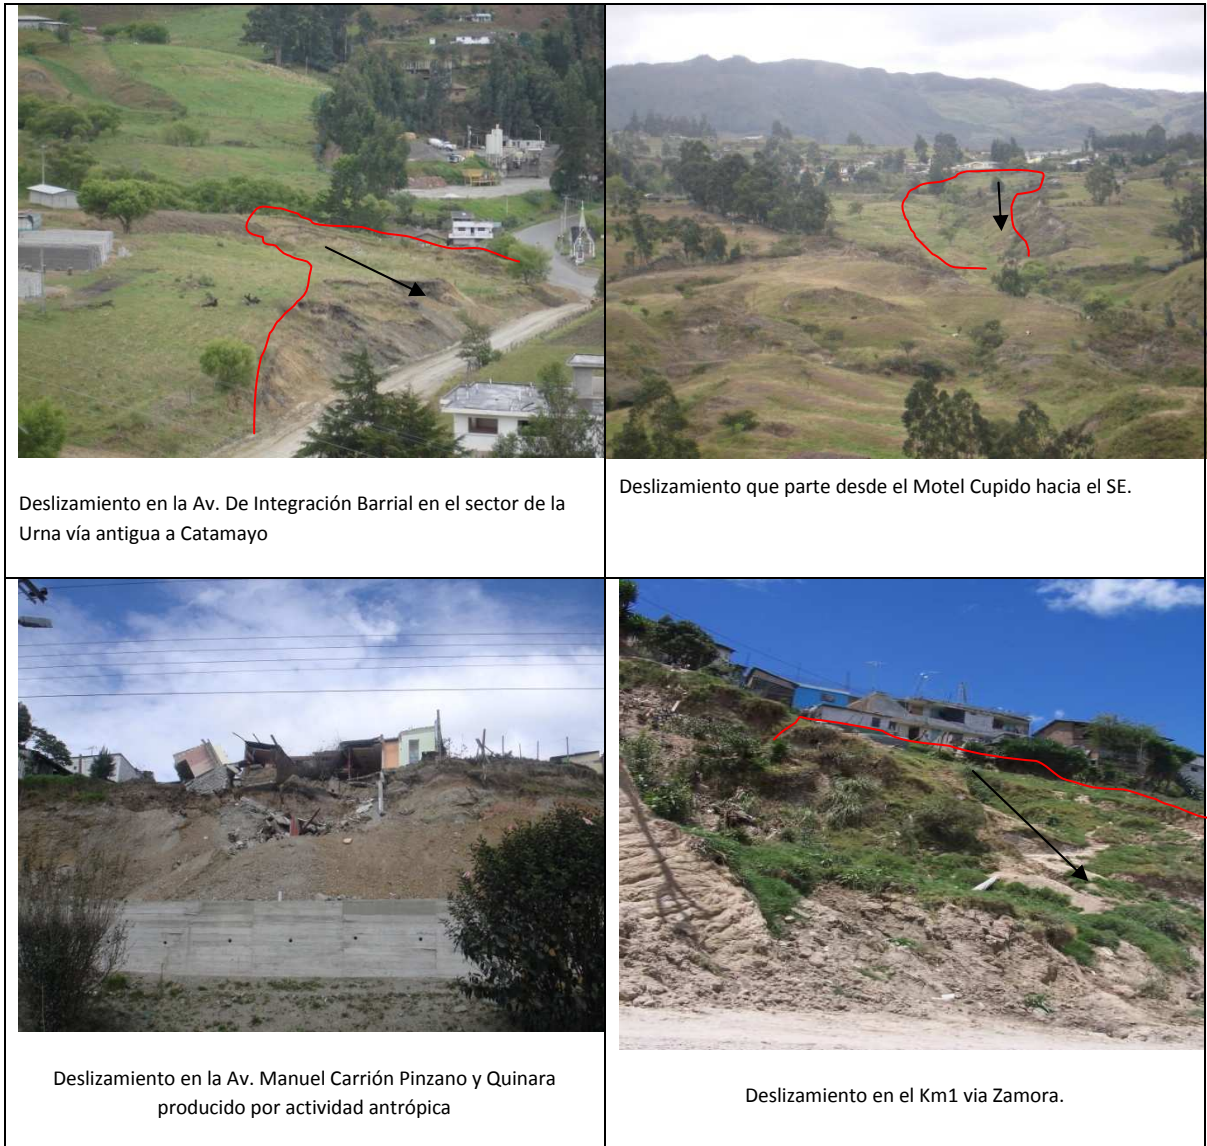 Deslizamiento en la Av. De Integración Barrial en el sector de la
Urna vía antigua a Catamayo
Deslizamiento que parte desde el Motel Cupido hacia el SE.
Deslizamiento en la Av. Manuel Carrión Pinzano y Quinara
producido por actividad antrópica
Deslizamiento en el Km1 via Zamora.